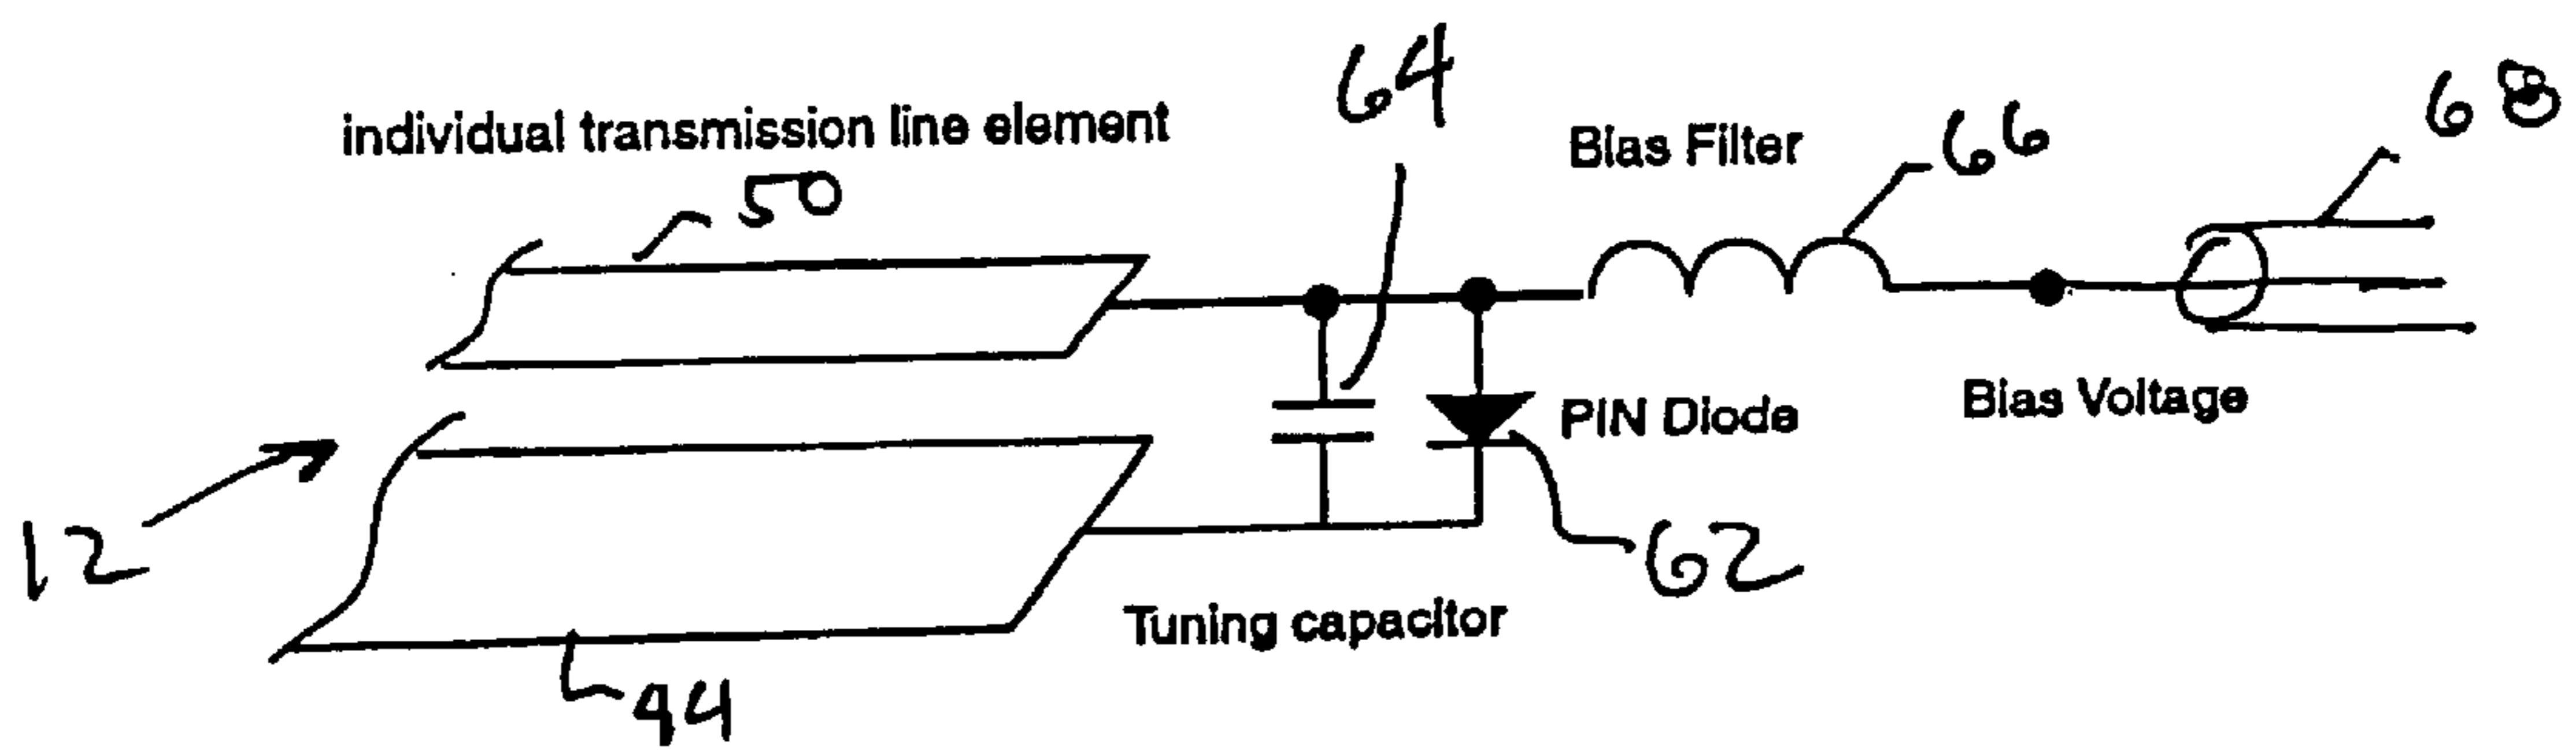 64
68
individual transmission line element
Bias Filter
66
50
Bias Voltage
PIN Diode
12
62
Tuning capacitor
44